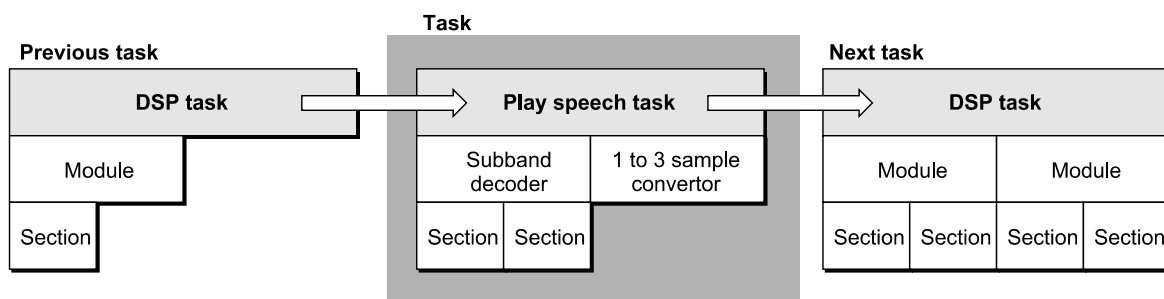 Task
Previous task
Next task
DSP task
Play speech task
DSP task
Module
Subband
decoder
1 to 3 sample
convertor
Module
Module
Section
Section
Section
Section
Section
Section
Section